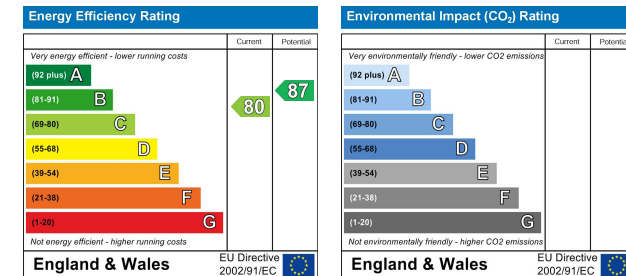 Energy Efficiency Rating
Current Potential
Very energy efficient - lower running costs
(92 plus) A
(81-91) B
(69-80) C
(55-68) D
(39-54) E
(21-38) F
(1-20) G
80
87
Not energy efficient - higher running costs
England & Wales
EU Directive
2002/91/EC
Environmental Impact (CO2) Rating
Current Potential
Very environmentally friendly - lower CO2 emissions
(92 plus) A
(81-91) B
(69-80) C
(55-68) D
(39-54) E
(21-38) F
(1-20) G
Not environmentally friendly - higher CO2 emissions
England & Wales
EU Directive
2002/91/EC